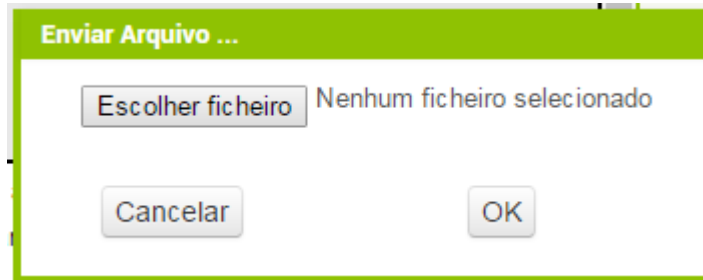 Enviar Arquivo ...
Escolher ficheiro Nenhum ficheiro selecionado
Cancelar OK